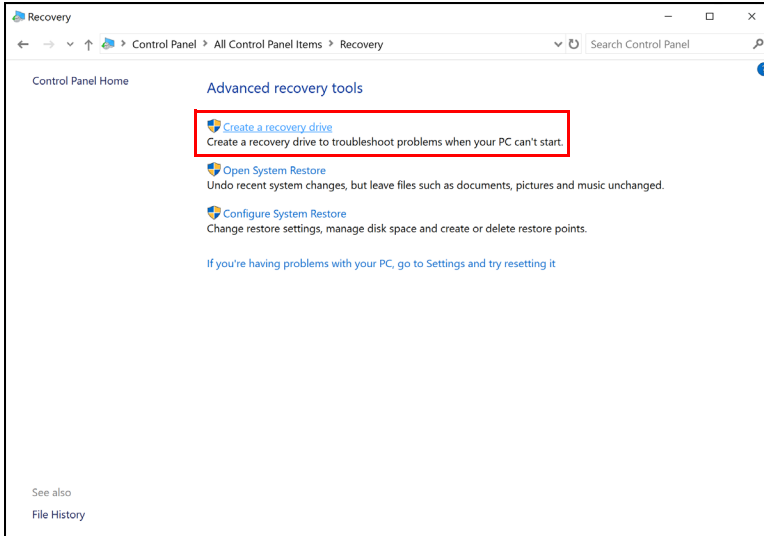 Recovery
Control Panel > All Control Panel Items > Recovery
Search Control Panel
Control Panel Home
Advanced recovery tools
Create a recovery drive
Create a recovery drive to troubleshoot problems when your PC can't start.
Open System Restore
Undo recent system changes, but leave files such as documents, pictures and music unchanged.
Configure System Restore
Change restore settings, manage disk space and create or delete restore points.
If you're having problems with your PC, go to Settings and try resetting it
See also
File History